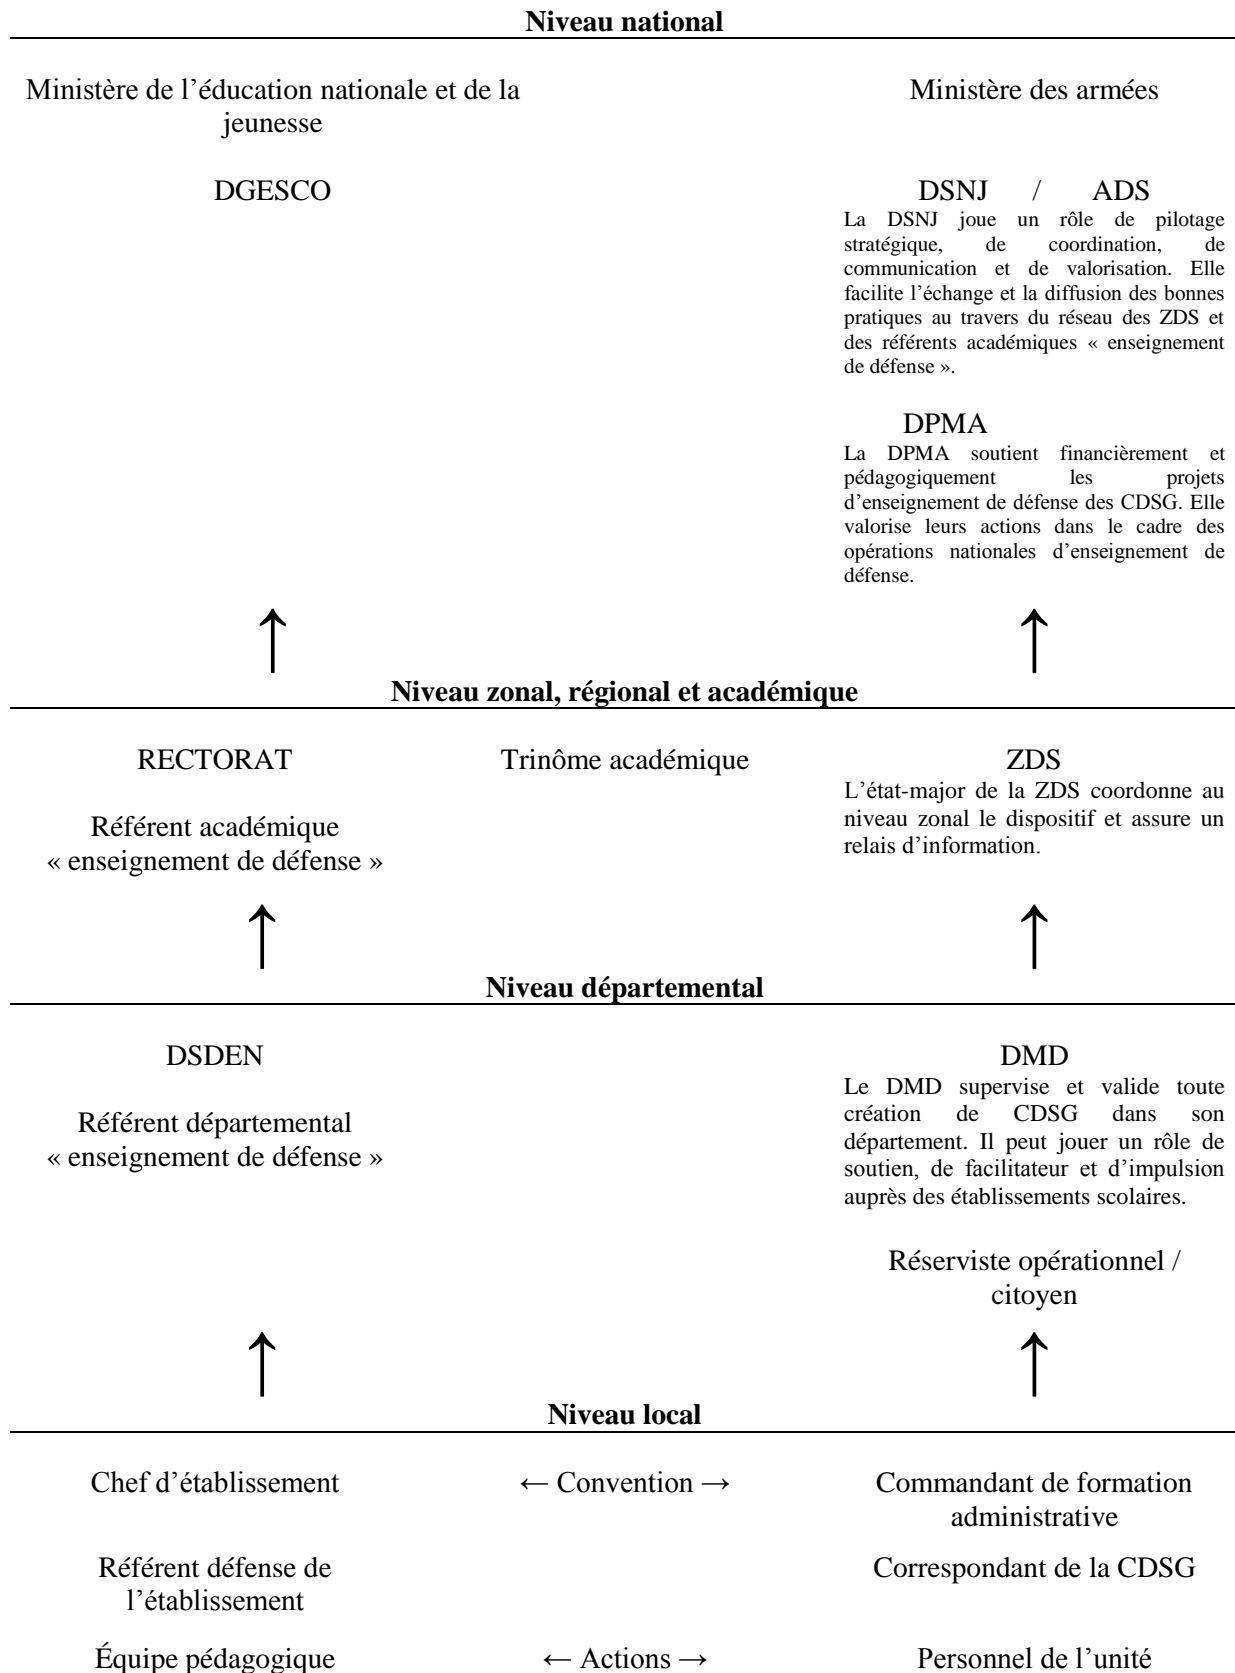 Niveau national
Ministère de l’éducation nationale et de la
jeunesse
Ministère des armées
DGESCO
DSNJ / ADS
La DSNJ joue un rôle de pilotage
stratégique, de coordination, de
communication et de valorisation. Elle
facilite l’échange et la diffusion des bonnes
pratiques au travers du réseau des ZDS et
des référents académiques « enseignement
de défense ».
DPMA
La DPMA soutient financièrement et
pédagogiquement les projets
d’enseignement de défense des CDSG. Elle
valorise leurs actions dans le cadre des
opérations nationales d’enseignement de
défense.
↑ ↑
Niveau zonal, régional et académique
RECTORAT
Référent académique
« enseignement de défense »
Trinôme académique
ZDS
L’état-major de la ZDS coordonne au
niveau zonal le dispositif et assure un
relais d’information.
↑ ↑
Niveau départemental
DSDEN
Référent départemental
« enseignement de défense »
DMD
Le DMD supervise et valide toute
création de CDSG dans son
département. Il peut jouer un rôle de
soutien, de facilitateur et d’impulsion
auprès des établissements scolaires.
Réserviste opérationnel /
citoyen
↑ ↑
Niveau local
Chef d’établissement
← Convention →
Commandant de formation
administrative
Référent défense de
l’établissement
Correspondant de la CDSG
Équipe pédagogique
← Actions →
Personnel de l’unité